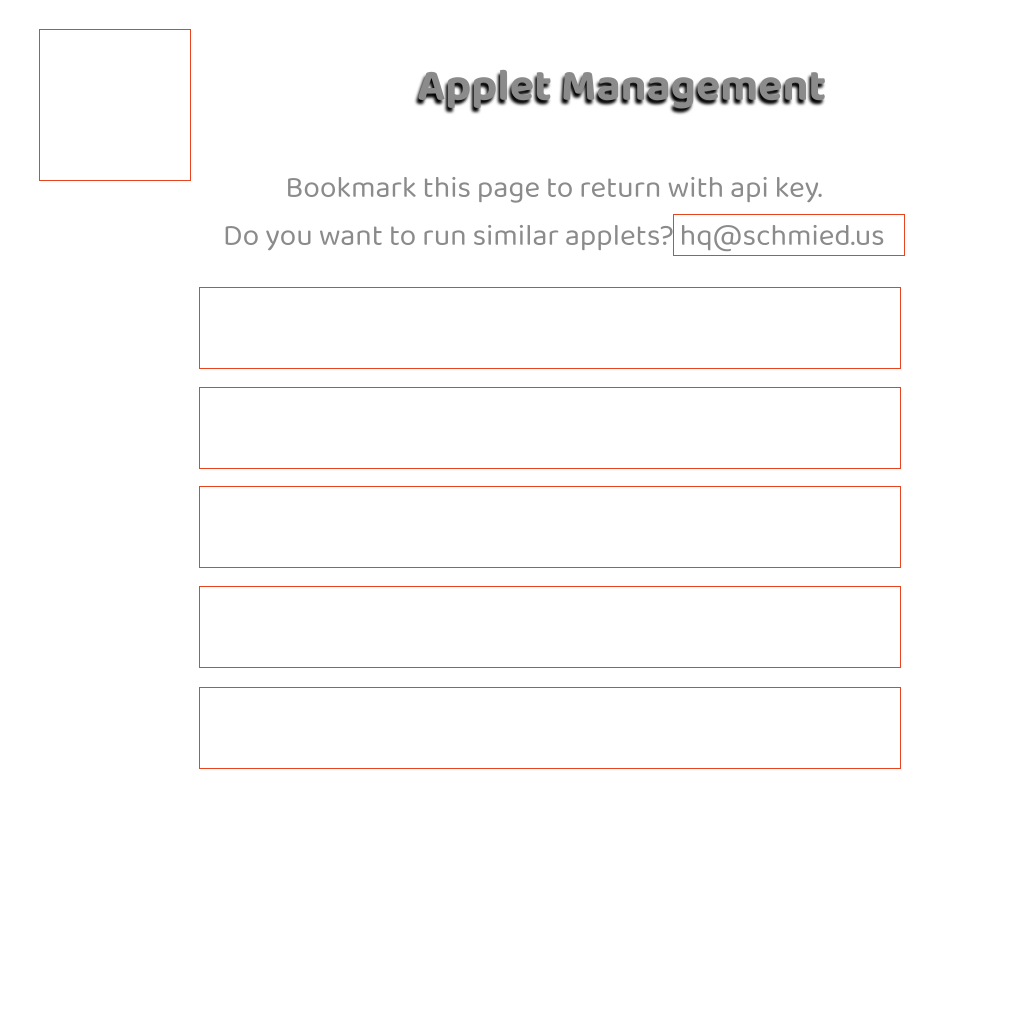 Applet Management
Bookmark this page to return with api key.
Do you want to run similar applets? hq@schmied.us